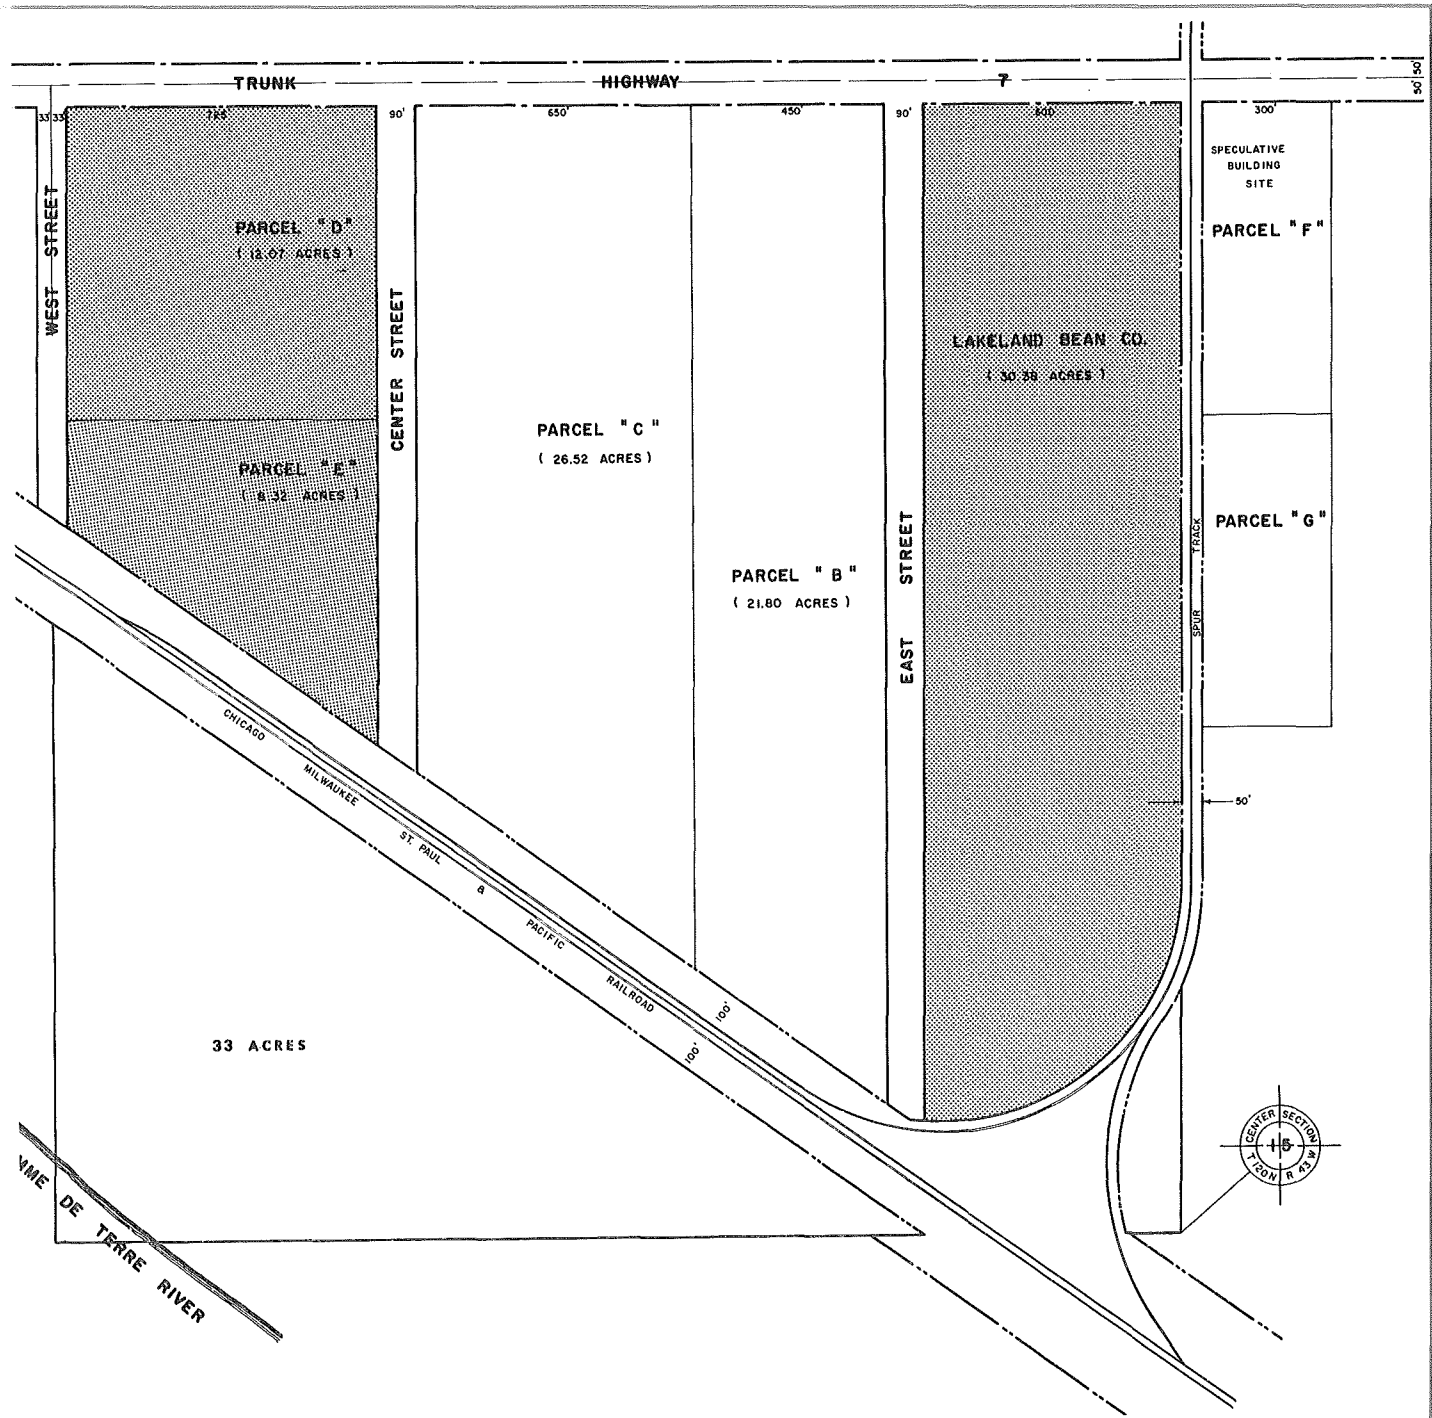 TRUNK HIGHWAY 7
50' 50'
33' 33'
725
90'
650'
450'
90'
600
300'
SPECULATIVE
BUILDING
SITE
WEST STREET
PARCEL "D"
( 12.07 ACRES )
PARCEL "F"
CENTER STREET
LAKELAND BEAN CO.
( 30.38 ACRES )
PARCEL "C"
( 26.52 ACRES )
PARCEL "E"
( 8.32 ACRES )
EAST STREET
SPUR TRACK
PARCEL "G"
PARCEL "B"
( 21.80 ACRES )
CHICAGO MILWAUKEE ST. PAUL & PACIFIC RAILROAD
50'
100'
100'
33 ACRES
CENTER SECTION
15
T 120 N R 43 W
MME DE TERRE RIVER